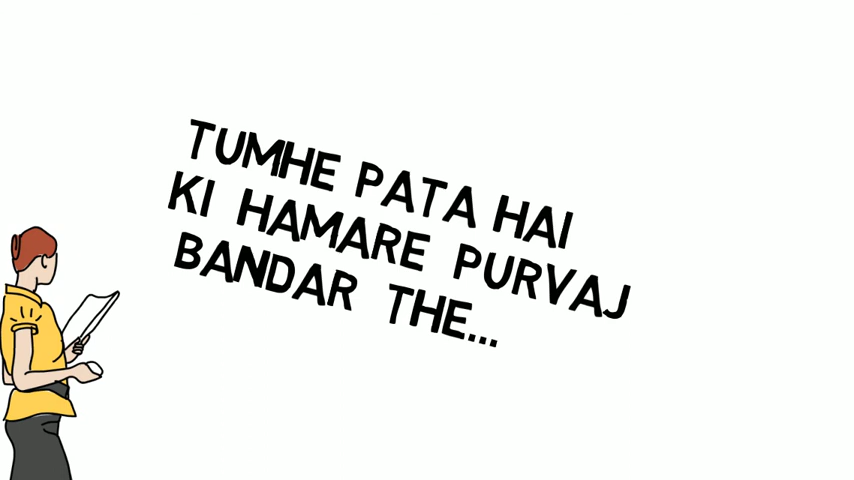 TUMHE PATA HAI
KI HAMARE PURVAJ
BANDAR THE...